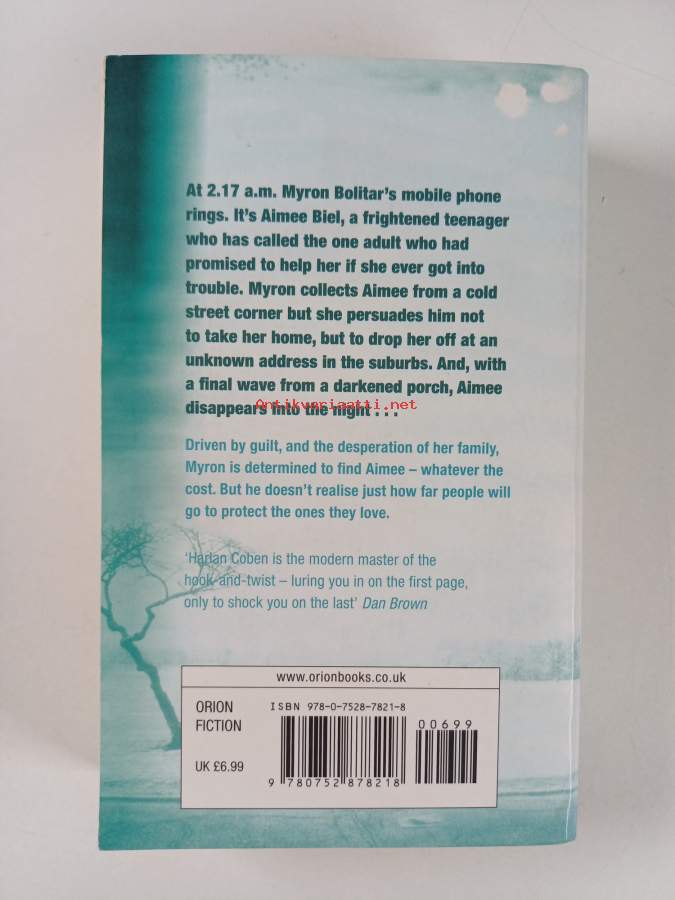 At 2.17 a.m. Myron Bolitar's mobile phone
rings. It's Aimee Biel, a frightened teenager
who has called the one adult who had
promised to help her if she ever got into
trouble. Myron collects Aimee from a cold
street corner but she persuades him not
to take her home, but to drop her off at an
unknown address in the suburbs. And, with
a final wave from a darkened porch, Aimee
Antikvariaatti.net
disappears into the night . . .
Driven by guilt, and the desperation of her family,
Myron is determined to find Aimee – whatever the
cost. But he doesn't realise just how far people will
go to protect the ones they love.
'Harlan Coben is the modern master of the
hook-and-twist – luring you in on the first page,
only to shock you on the last' Dan Brown
www.orionbooks.co.uk
ORION
FICTION
UK £6.99
ISBN 978-0-7528-7821-8
00699
9 780752 878218